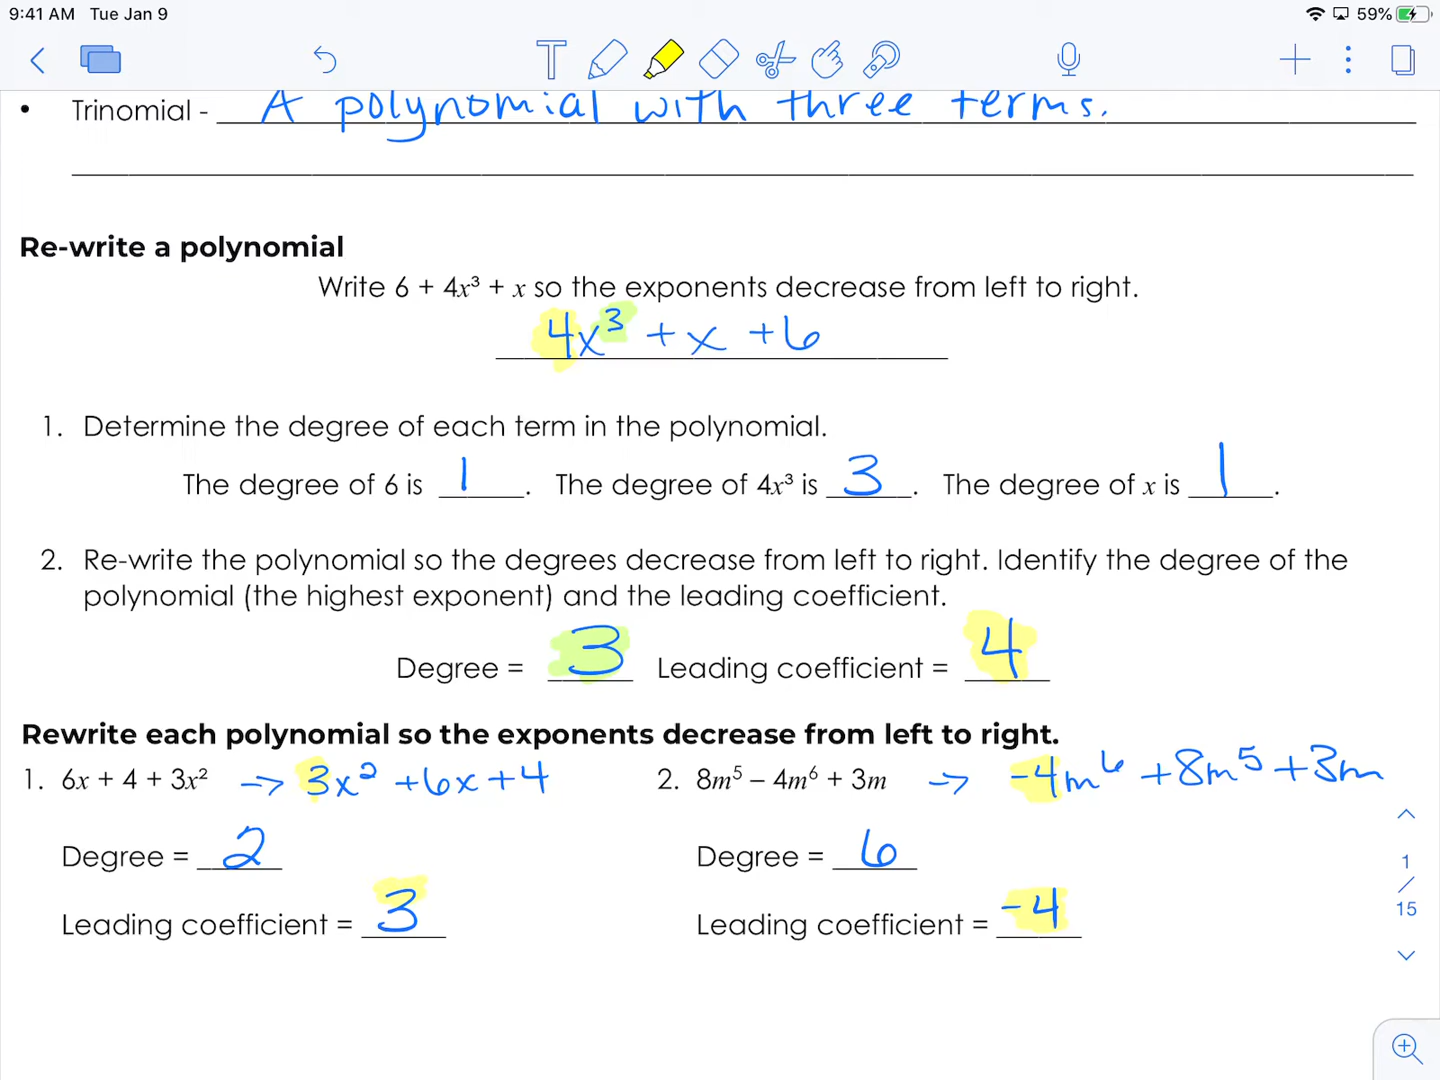 9:41 AM Tue Jan 9 59%
• Trinomial - A polynomial with three terms.
Re-write a polynomial
Write 6 + 4x³ + x so the exponents decrease from left to right.
4x³ + x + 6
1. Determine the degree of each term in the polynomial.
The degree of 6 is 1. The degree of 4x³ is 3. The degree of x is 1.
2. Re-write the polynomial so the degrees decrease from left to right. Identify the degree of the
polynomial (the highest exponent) and the leading coefficient.
Degree = 3 Leading coefficient = 4
Rewrite each polynomial so the exponents decrease from left to right.
1. 6x + 4 + 3x² → 3x² + 6x + 4 2. 8m⁵ – 4m⁶ + 3m → -4m⁶ + 8m⁵ + 3m
Degree = 2 Degree = 6
Leading coefficient = 3 Leading coefficient = -4
1 / 15